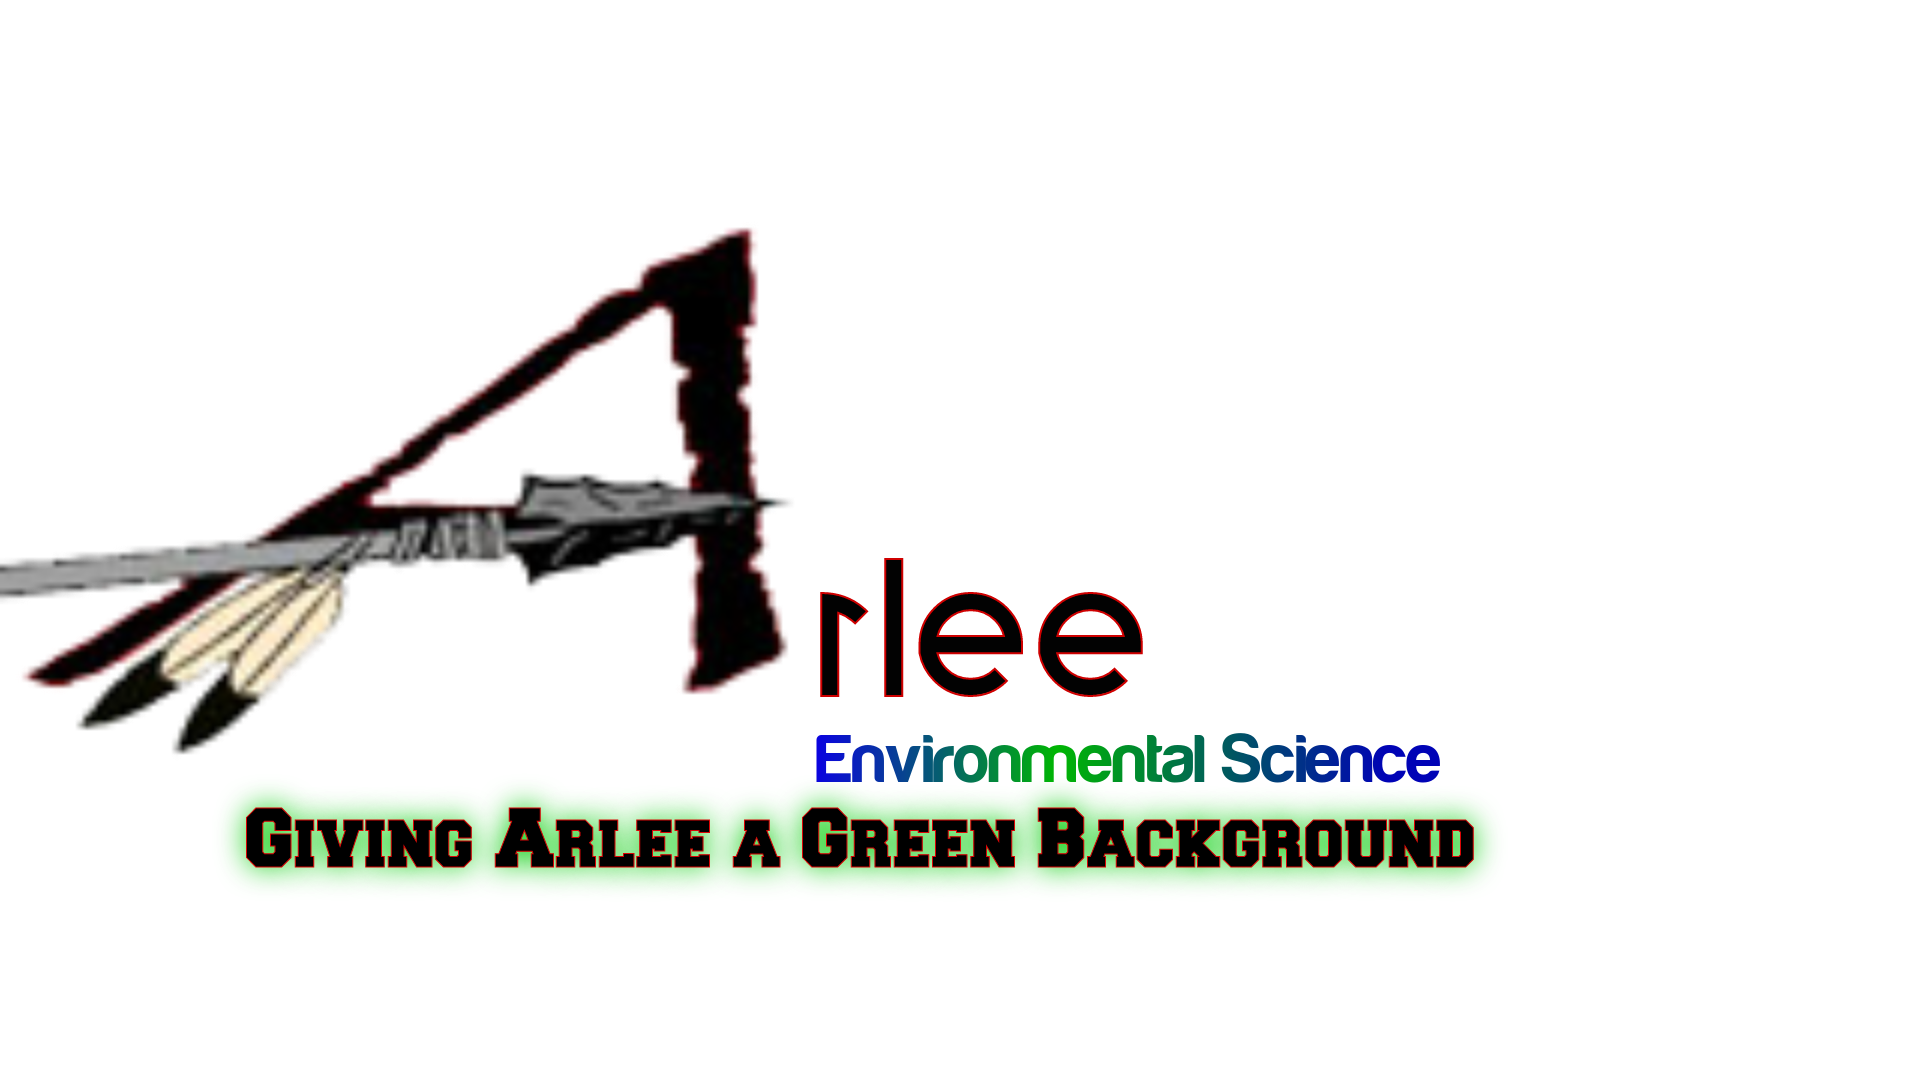 Arlee
Environmental Science
Giving Arlee a Green Background